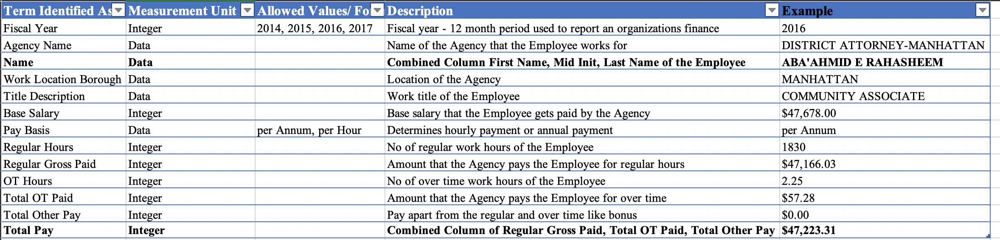 Term Identified As Measurement Unit Allowed Values/ Fo Description Example
Fiscal Year Integer 2014, 2015, 2016, 2017 Fiscal year - 12 month period used to report an organizations finance 2016
Agency Name Data Name of the Agency that the Employee works for DISTRICT ATTORNEY-MANHATTAN
Name Data Combined Column First Name, Mid Init, Last Name of the Employee ABA'AHMID E RAHASHEEM
Work Location Borough Data Location of the Agency MANHATTAN
Title Description Data Work title of the Employee COMMUNITY ASSOCIATE
Base Salary Integer Base salary that the Employee gets paid by the Agency $47,678.00
Pay Basis Data per Annum, per Hour Determines hourly payment or annual payment per Annum
Regular Hours Integer No of regular work hours of the Employee 1830
Regular Gross Paid Integer Amount that the Agency pays the Employee for regular hours $47,166.03
OT Hours Integer No of over time work hours of the Employee 2.25
Total OT Paid Integer Amount that the Agency pays the Employee for over time $57.28
Total Other Pay Integer Pay apart from the regular and over time like bonus $0.00
Total Pay Integer Combined Column of Regular Gross Paid, Total OT Paid, Total Other Pay $47,223.31